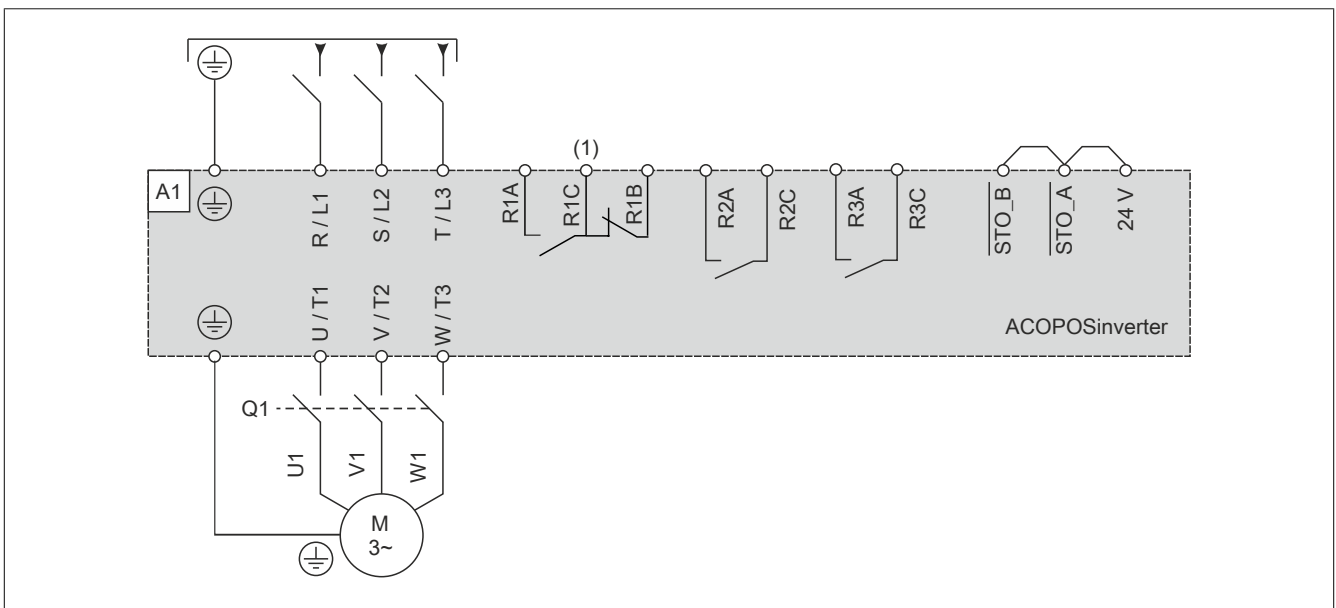 (1)
A1
R / L1
S / L2
T / L3
R1A
R1C
R1B
R2A
R2C
R3A
R3C
STO_B
STO_A
24 V
U / T1
V / T2
W / T3
ACOPOSinverter
Q1
U1
V1
W1
M
3~